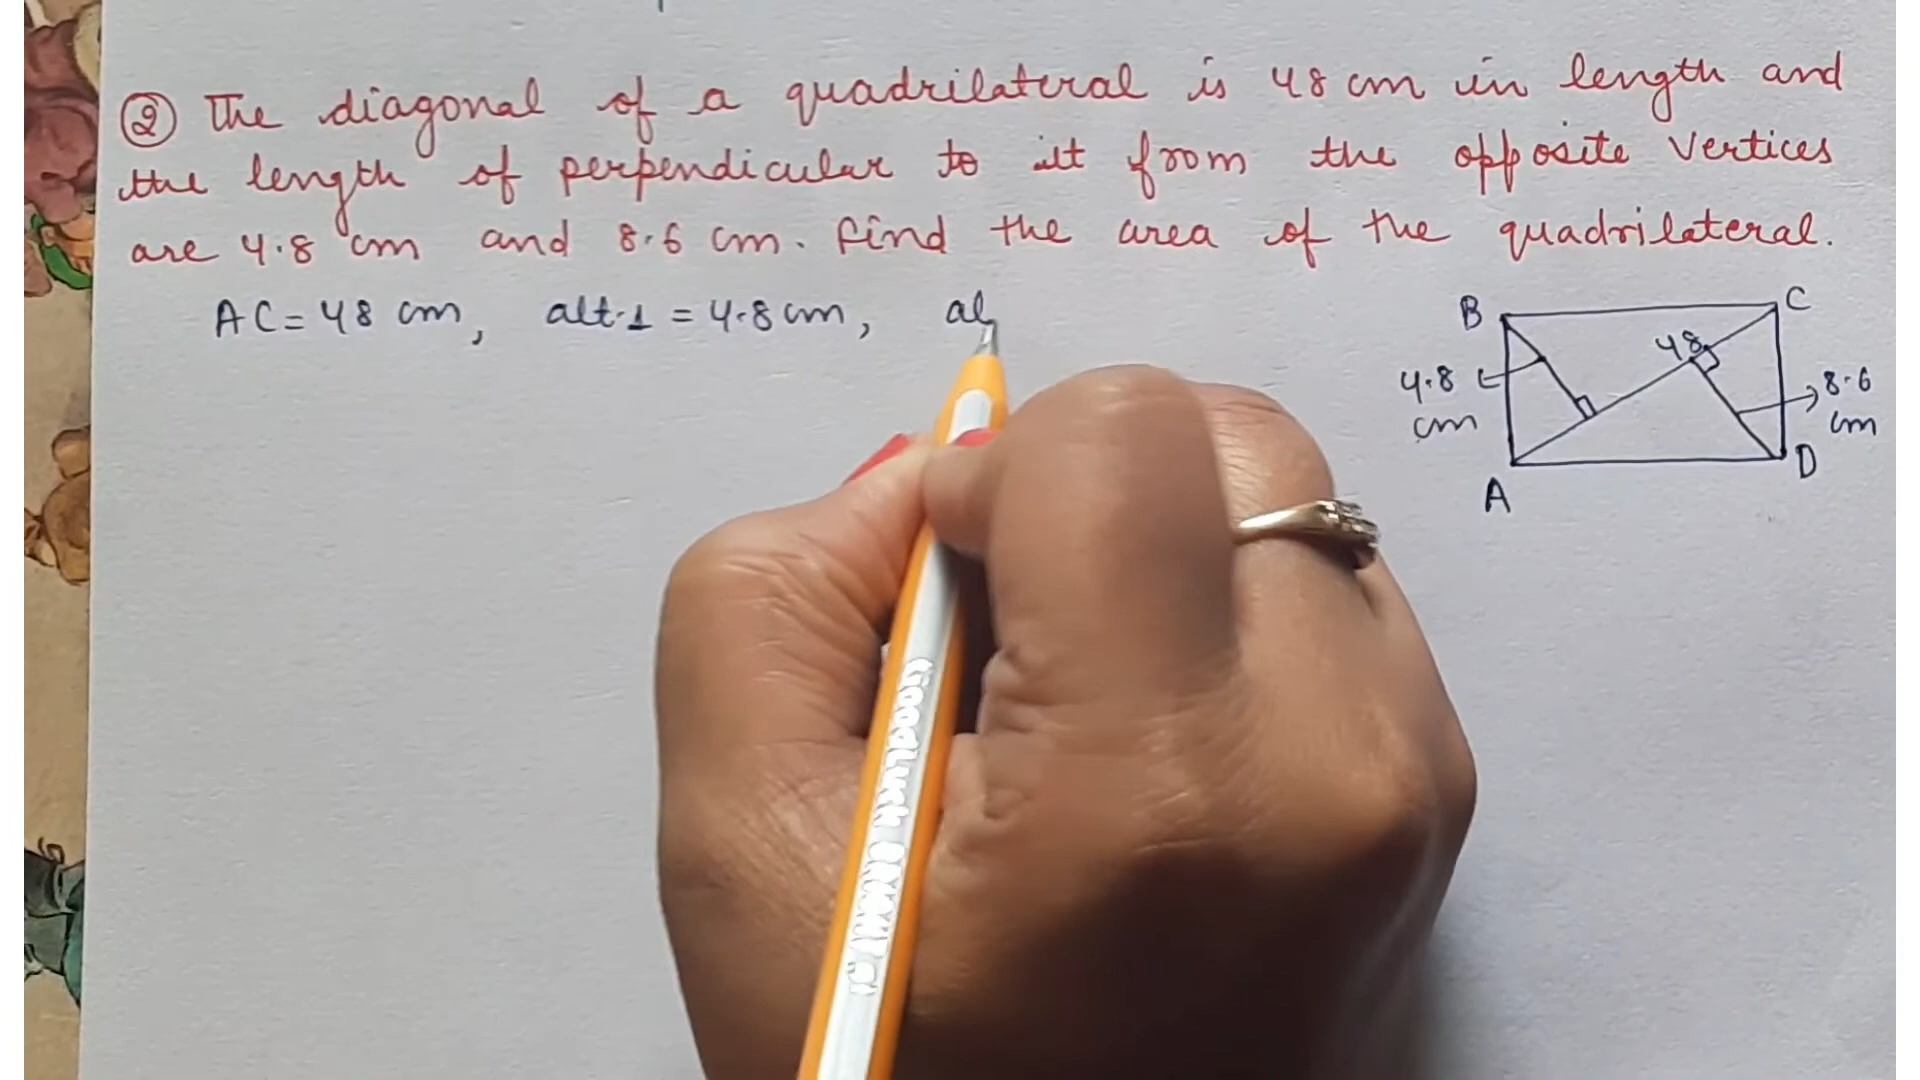 ② The diagonal of a quadrilateral is 48 cm in length and
the length of perpendicular to it from the opposite vertices
are 4.8 cm and 8.6 cm. Find the area of the quadrilateral.
AC = 48 cm, alt.1 = 4.8 cm, al
B
C
48
4.8
cm
8.6
cm
A
D
GoodLuck